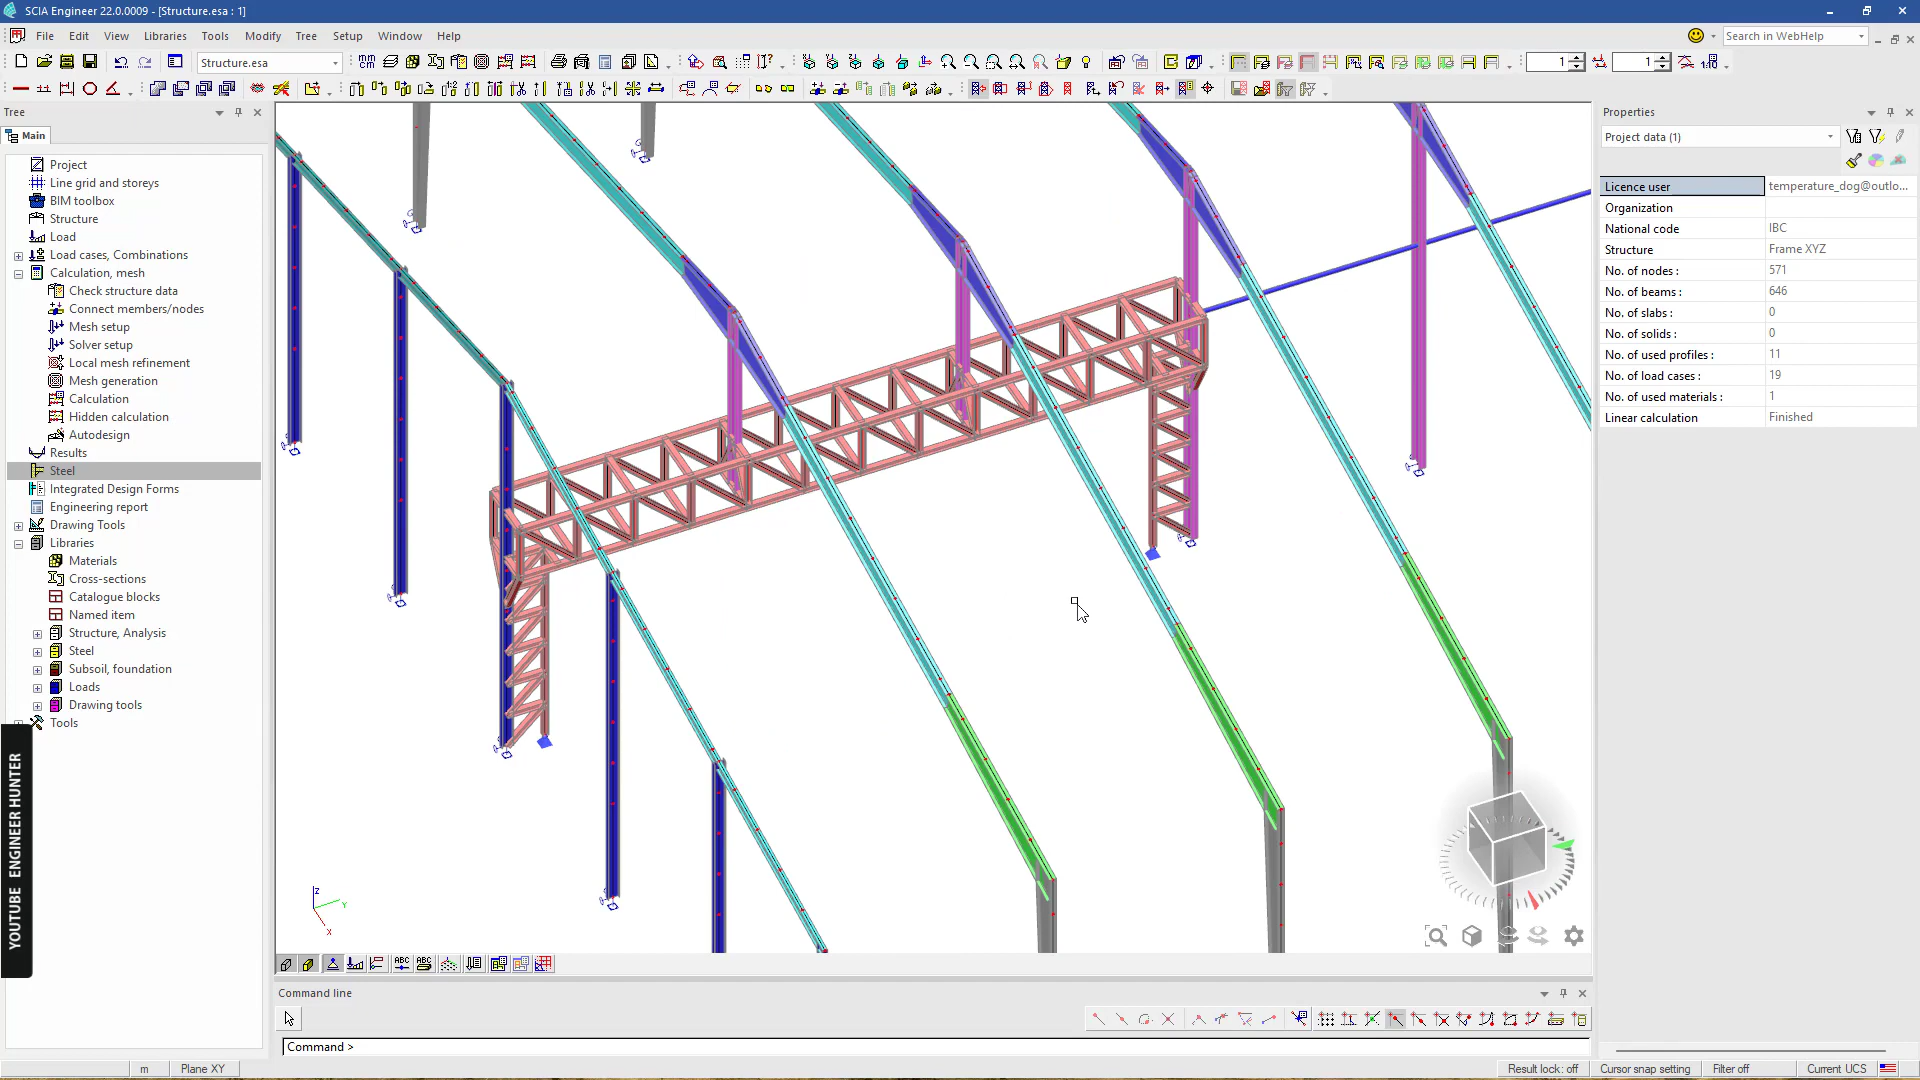 SCIA Engineer 22.0.0009 - [Structure.esa : 1]
File Edit View Libraries Tools Modify Tree Setup Window Help
Search in WebHelp
Structure.esa
1
1
Tree
Main
Project
Line grid and storeys
BIM toolbox
Structure
Load
Load cases, Combinations
Calculation, mesh
Check structure data
Connect members/nodes
Mesh setup
Solver setup
Local mesh refinement
Mesh generation
Calculation
Hidden calculation
Autodesign
Results
Steel
Integrated Design Forms
Engineering report
Drawing Tools
Libraries
Materials
Cross-sections
Catalogue blocks
Named item
Structure, Analysis
Steel
Subsoil, foundation
Loads
Drawing tools
Tools
YOUTUBE ENGINEER HUNTER
Z
Y
X
Properties
Project data (1)
Licence user temperature_dog@outlo...
Organization
National code IBC
Structure Frame XYZ
No. of nodes : 571
No. of beams : 646
No. of slabs : 0
No. of solids : 0
No. of used profiles : 11
No. of load cases : 19
No. of used materials : 1
Linear calculation Finished
Command line
Command >
m
Plane XY
Result lock: off
Cursor snap setting
Filter off
Current UCS